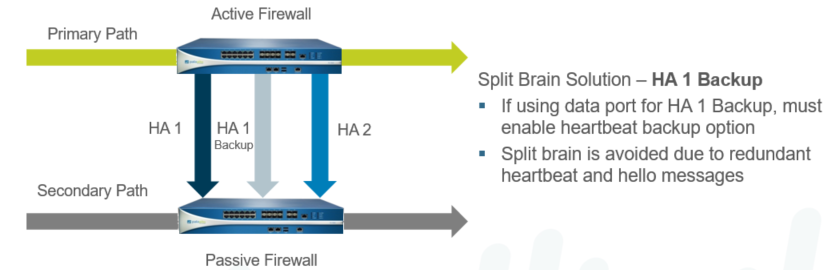 Active Firewall
Primary Path
HA 1
HA 1
Backup
HA 2
Secondary Path
Passive Firewall
Split Brain Solution – HA 1 Backup
▪ If using data port for HA 1 Backup, must
enable heartbeat backup option
▪ Split brain is avoided due to redundant
heartbeat and hello messages